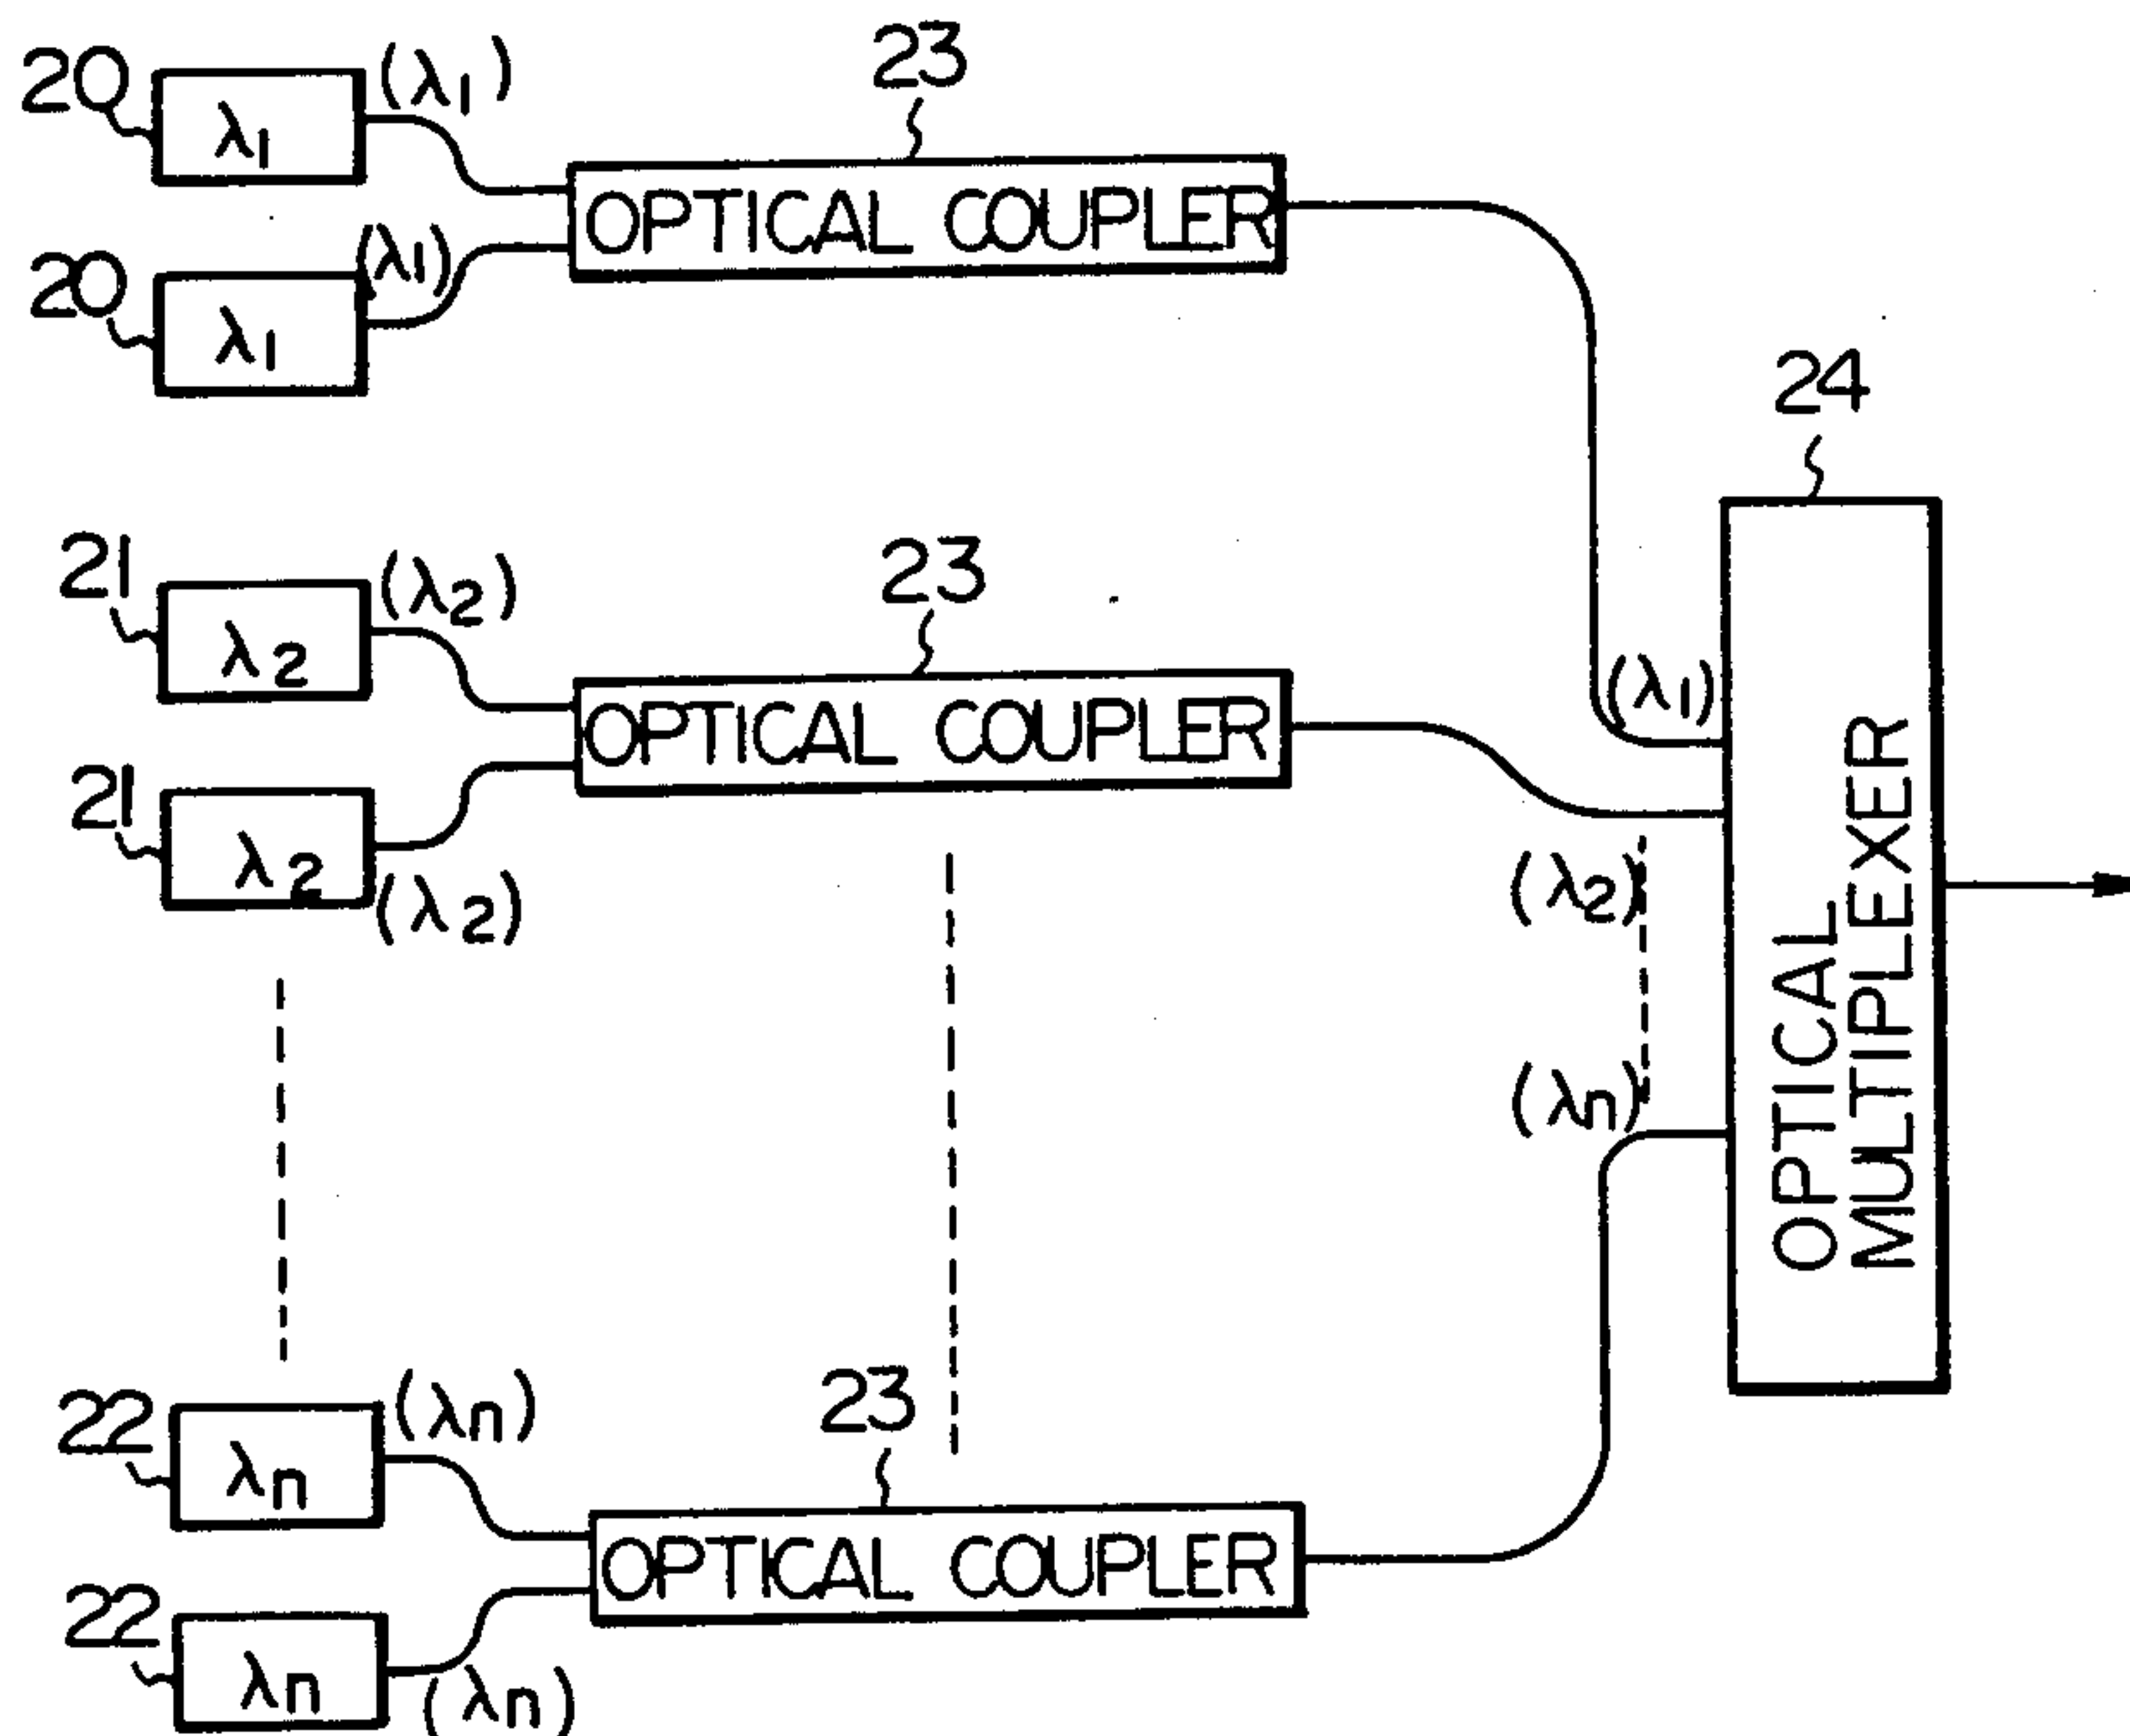 23
20
λ1
(λ1)
OPTICAL COUPLER
20
λ1
(λ1)
24
23
21
λ2
(λ2)
OPTICAL COUPLER
21
λ2
(λ2)
(λ1)
(λ2)
(λn)
OPTICAL
MULTIPLEXER
23
22
λn
(λn)
OPTICAL COUPLER
22
λn
(λn)